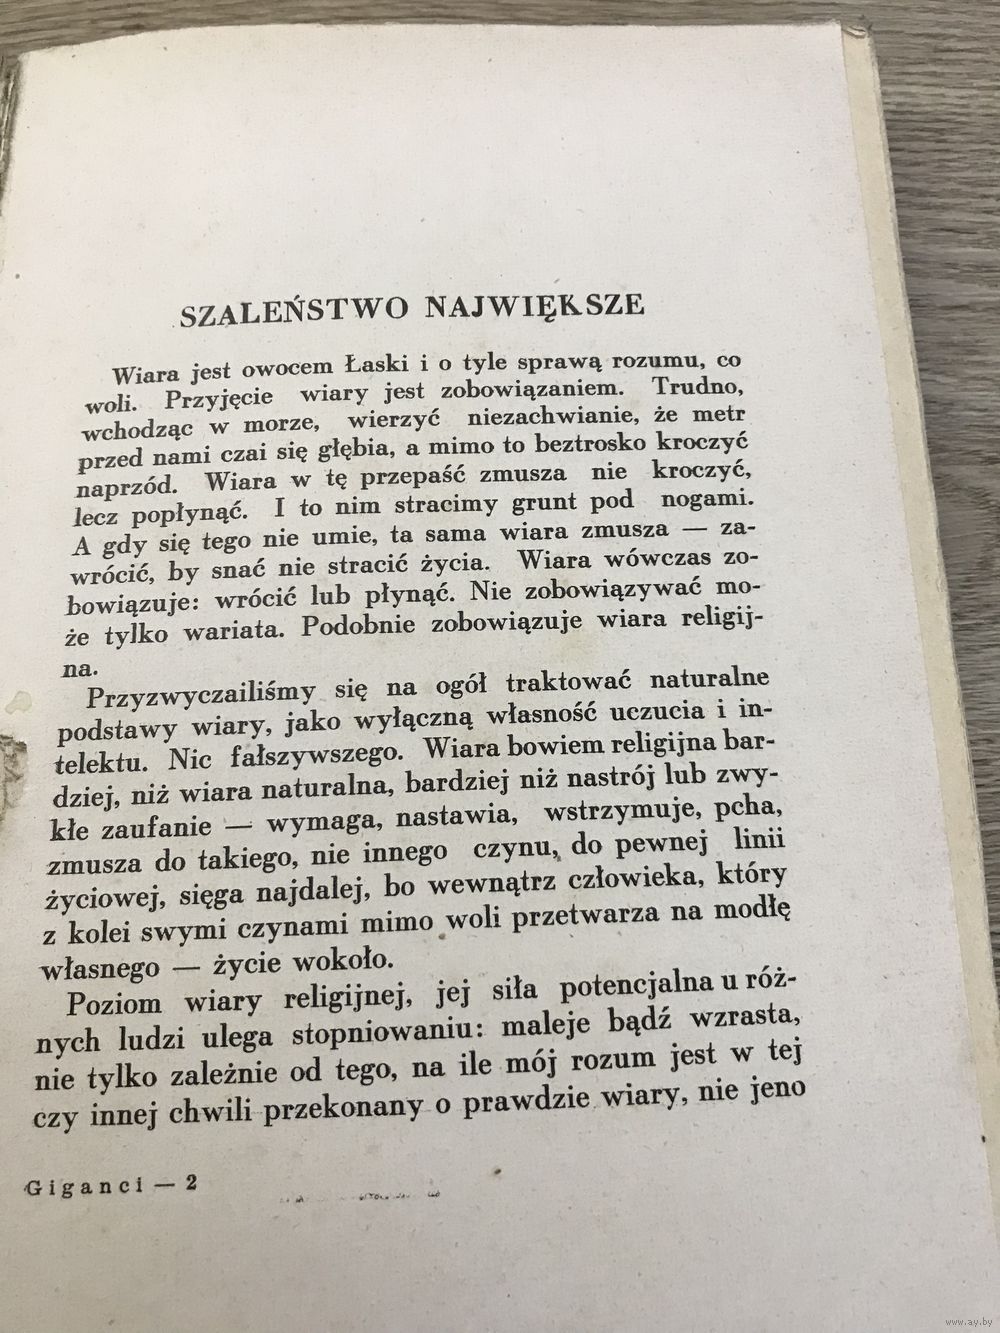 SZALEŃSTWO NAJWIĘKSZE
Wiara jest owocem Łaski i o tyle sprawą rozumu, co
woli. Przyjęcie wiary jest zobowiązaniem. Trudno,
wchodząc w morze, wierzyć niezachwianie, że metr
przed nami czai się głębia, a mimo to beztrosko kroczyć
naprzód. Wiara w tę przepaść zmusza nie kroczyć,
lecz popłynąć. I to nim stracimy grunt pod nogami.
A gdy się tego nie umie, ta sama wiara zmusza — za-
wrócić, by snać nie stracić życia. Wiara wówczas zo-
bowiązuje: wrócić lub płynąć. Nie zobowiązywać mo-
że tylko wariata. Podobnie zobowiązuje wiara religij-
na.
Przyzwyczailiśmy się na ogół traktować naturalne
podstawy wiary, jako wyłączną własność uczucia i in-
telektu. Nic fałszywszego. Wiara bowiem religijna bar-
dziej, niż wiara naturalna, bardziej niż nastrój lub zwy-
kłe zaufanie — wymaga, nastawia, wstrzymuje, pcha,
zmusza do takiego, nie innego czynu, do pewnej linii
życiowej, sięga najdalej, bo wewnątrz człowieka, który
z kolei swymi czynami mimo woli przetwarza na modłę
własnego — życie wokoło.
Poziom wiary religijnej, jej siła potencjalna u róż-
nych ludzi ulega stopniowaniu: maleje bądź wzrasta,
nie tylko zależnie od tego, na ile mój rozum jest w tej
czy innej chwili przekonany o prawdzie wiary, nie jeno
Giganci — 2
www.ay.by